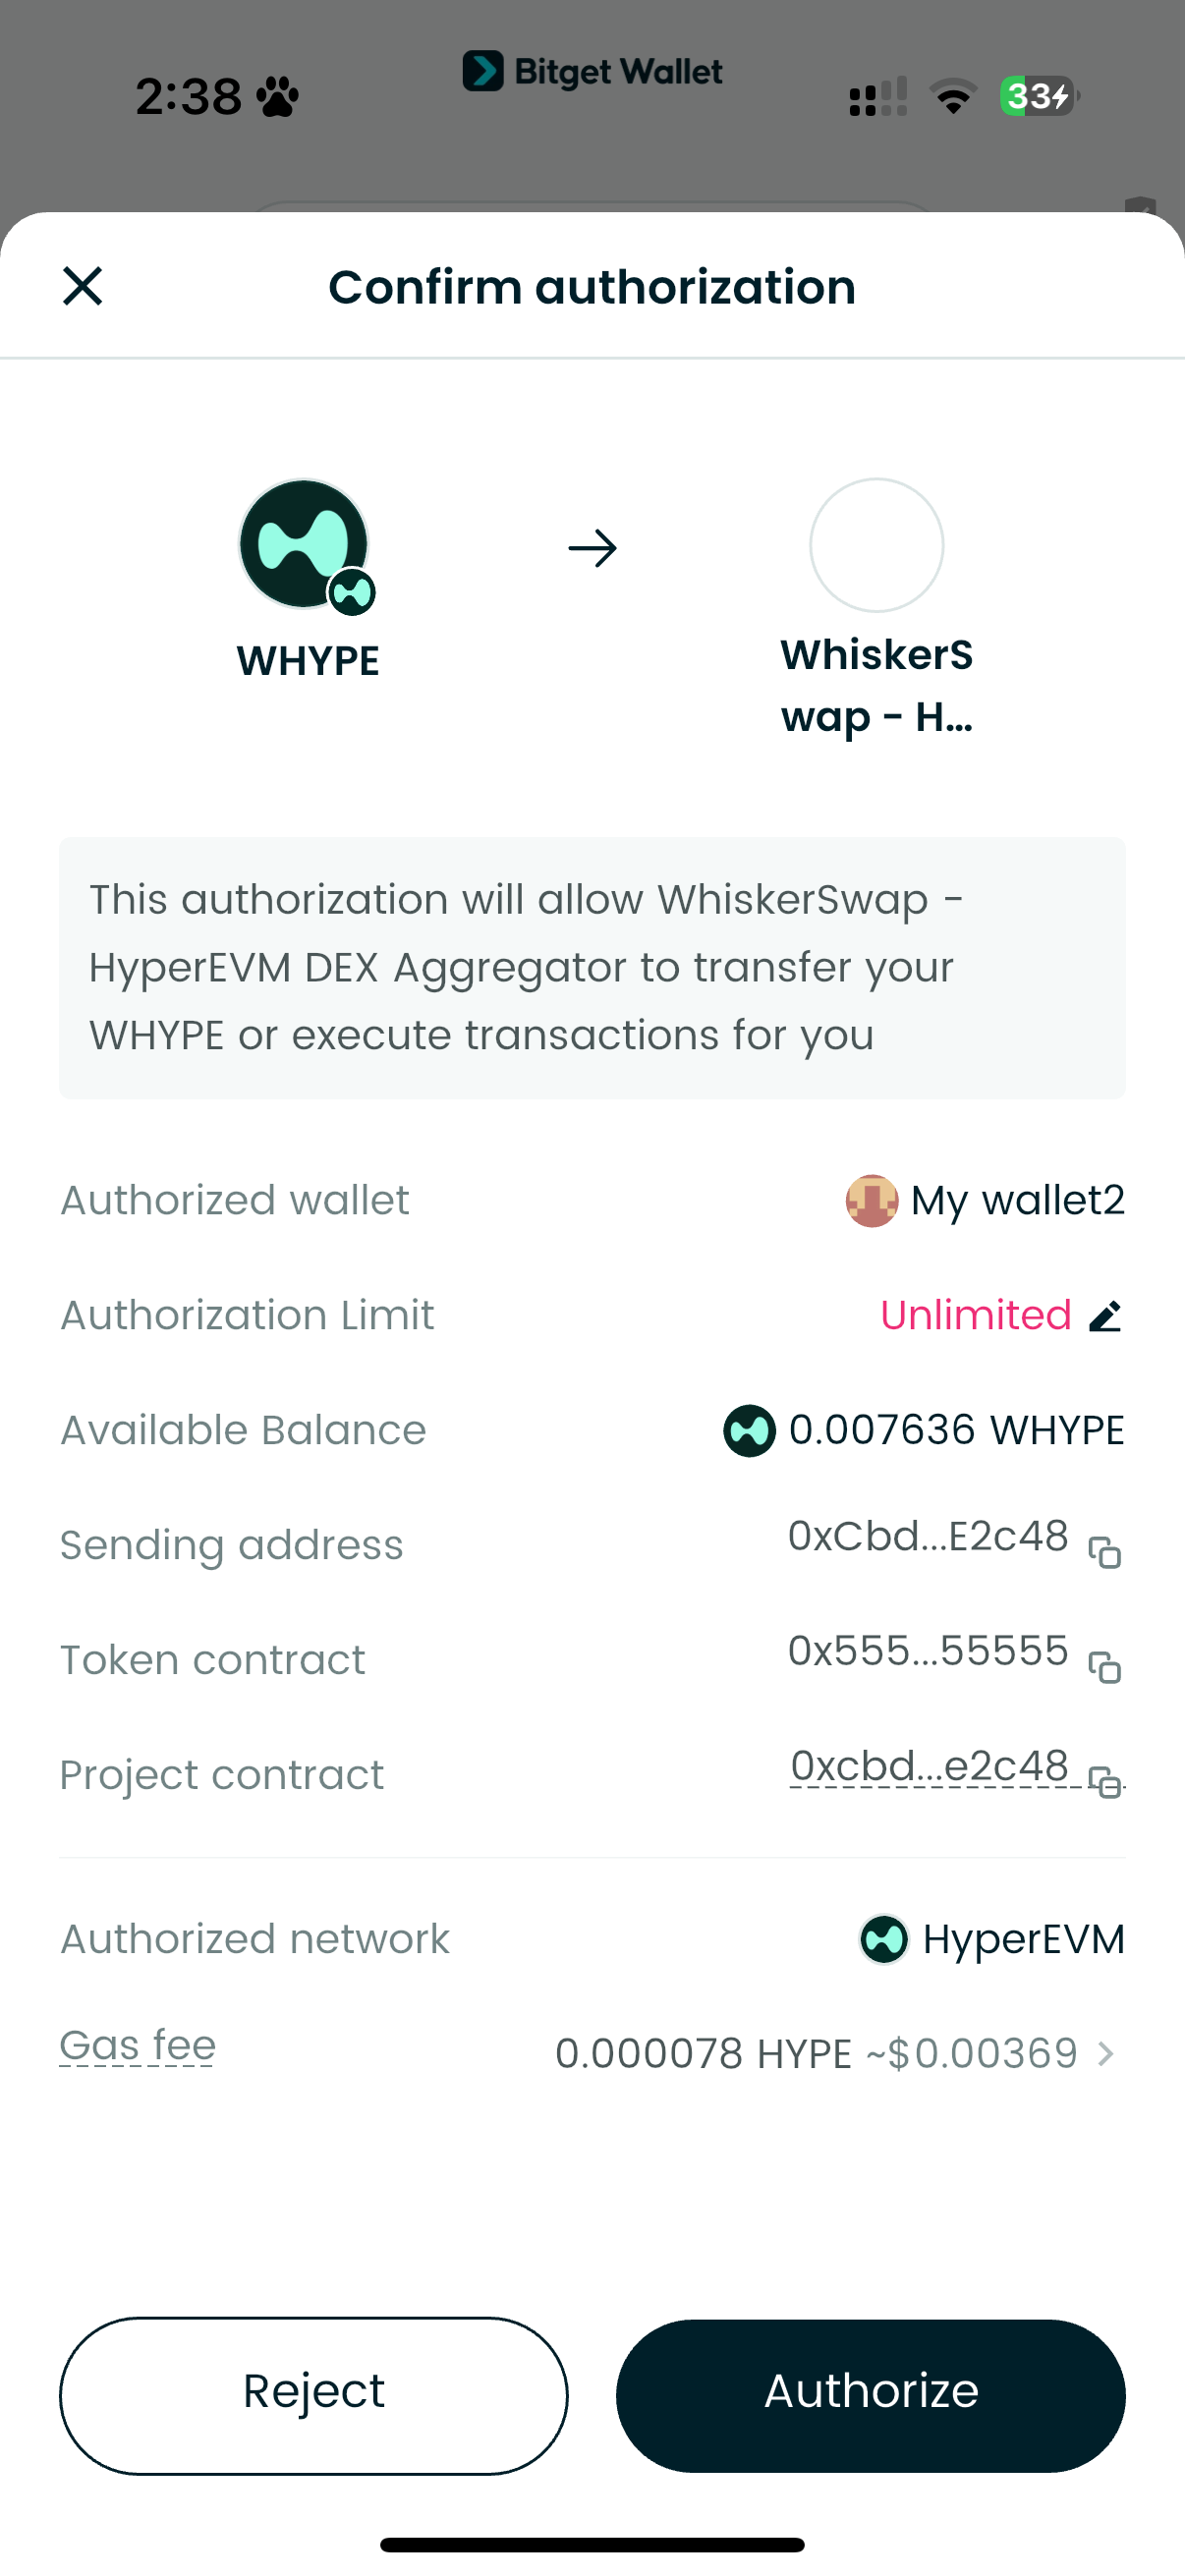 2:38
Bitget Wallet
33
Confirm authorization
WHYPE
WhiskerS
wap - H...
This authorization will allow WhiskerSwap -
HyperEVM DEX Aggregator to transfer your
WHYPE or execute transactions for you
Authorized wallet My wallet2
Authorization Limit Unlimited
Available Balance 0.007636 WHYPE
Sending address 0xCbd...E2c48
Token contract 0x555...55555
Project contract 0xcbd...e2c48
Authorized network HyperEVM
Gas fee 0.000078 HYPE ~$0.00369
Reject Authorize